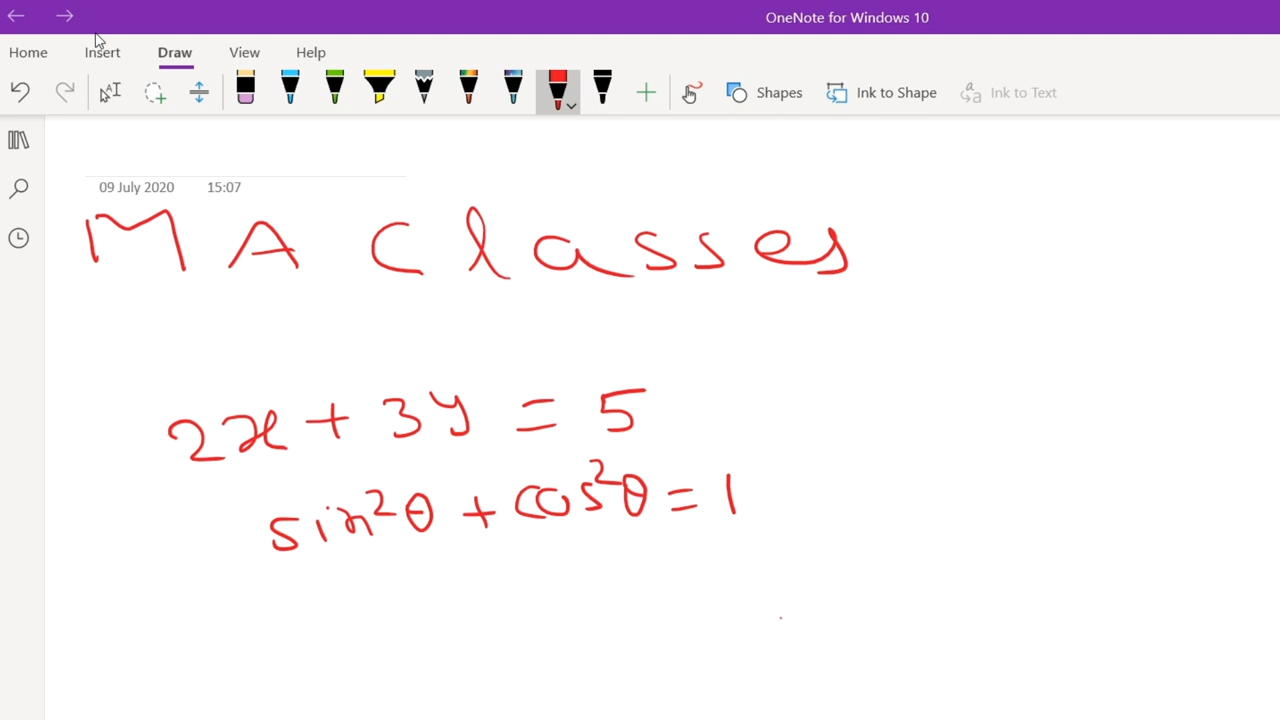 OneNote for Windows 10
Home Insert Draw View Help
Shapes Ink to Shape Ink to Text
09 July 2020 15:07
M A Classes
2x + 3y = 5
sin²θ + cos²θ = 1